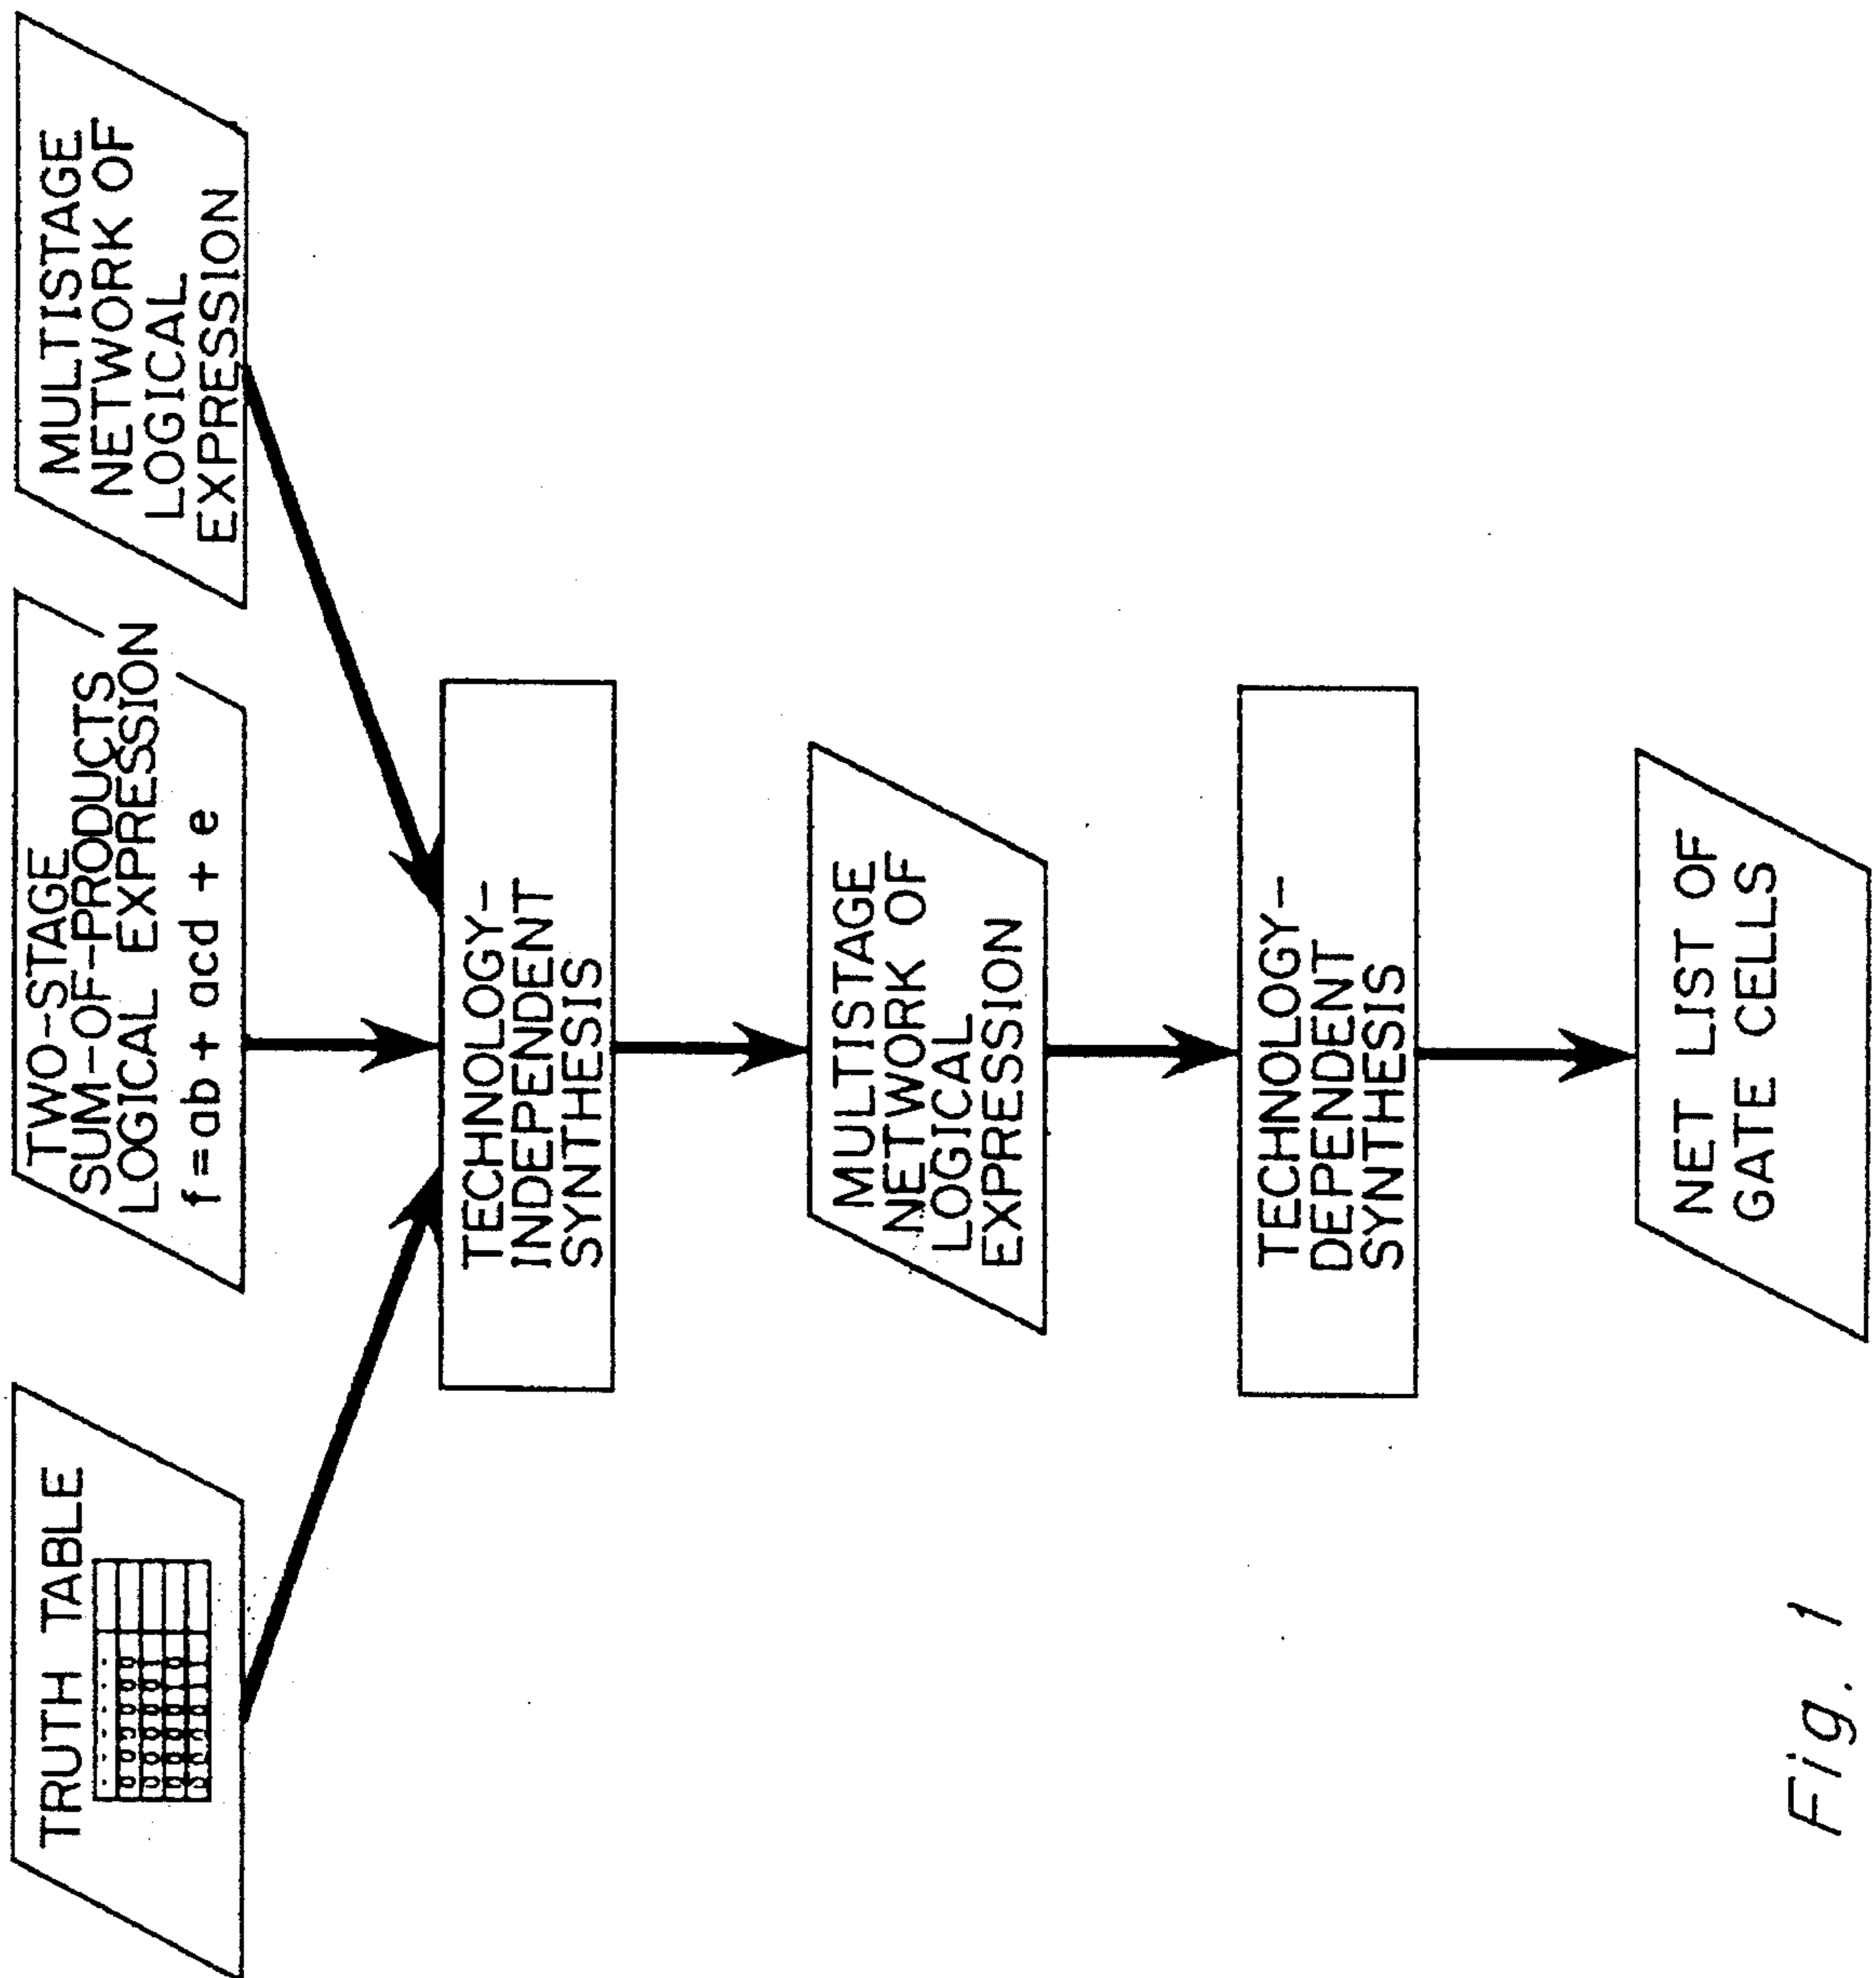 TRUTH TABLE
TWO-STAGE
SUM-OF-PRODUCTS
LOGICAL EXPRESSION
f=ab + acd + e
MULTISTAGE
NETWORK OF
LOGICAL
EXPRESSION
TECHNOLOGY-
INDEPENDENT
SYNTHESIS
MULTISTAGE
NETWORK OF
LOGICAL
EXPRESSION
TECHNOLOGY-
DEPENDENT
SYNTHESIS
NET LIST OF
GATE CELLS
Fig. 1